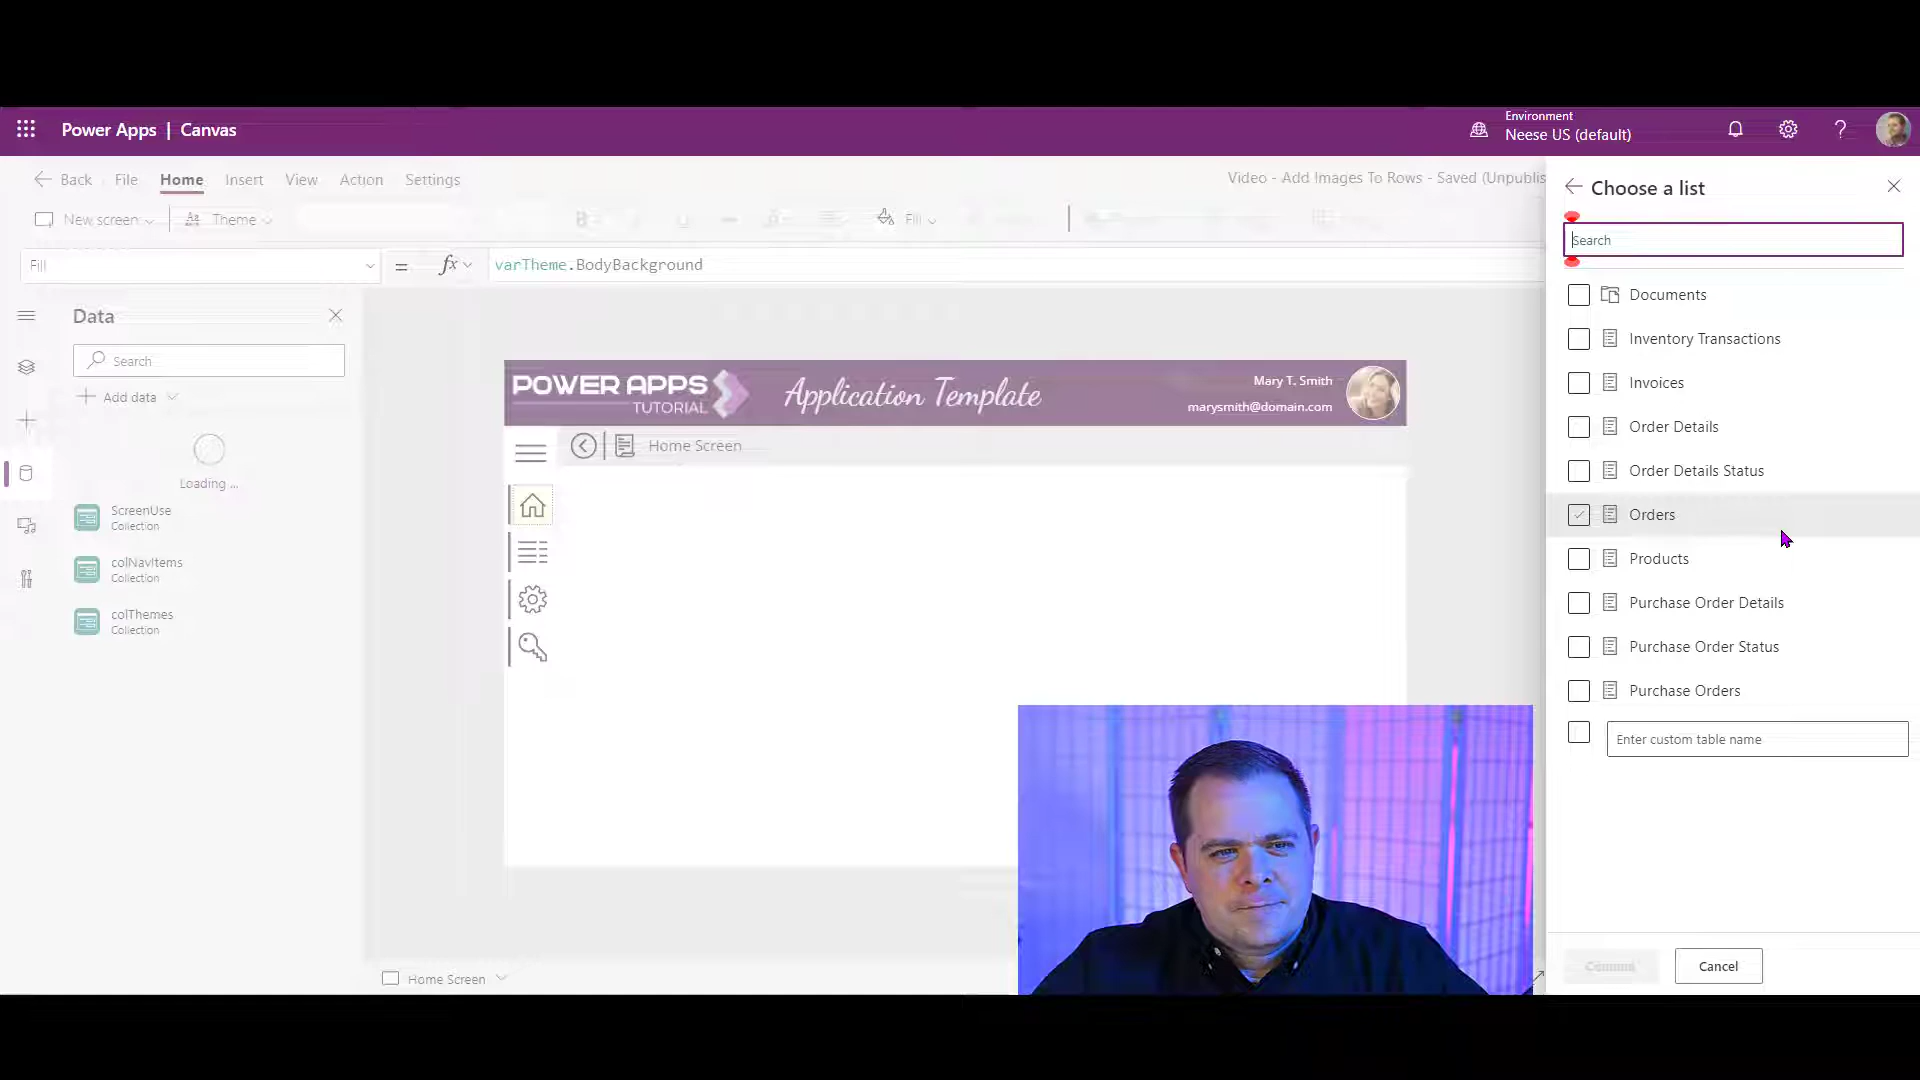 Power Apps | Canvas
Environment
Neese US (default)
Back File Home Insert View Action Settings
Video - Add Images To Rows - Saved (Unpublis
New screen Theme Fill
Fill = fx varTheme.BodyBackground
Data
Search
Add data
Loading ...
ScreenUse
Collection
colNavItems
Collection
colThemes
Collection
POWER APPS
TUTORIAL
Application Template
Mary T. Smith
marysmith@domain.com
Home Screen
Home Screen
Choose a list
Search
Documents
Inventory Transactions
Invoices
Order Details
Order Details Status
Orders
Products
Purchase Order Details
Purchase Order Status
Purchase Orders
Enter custom table name
Cancel